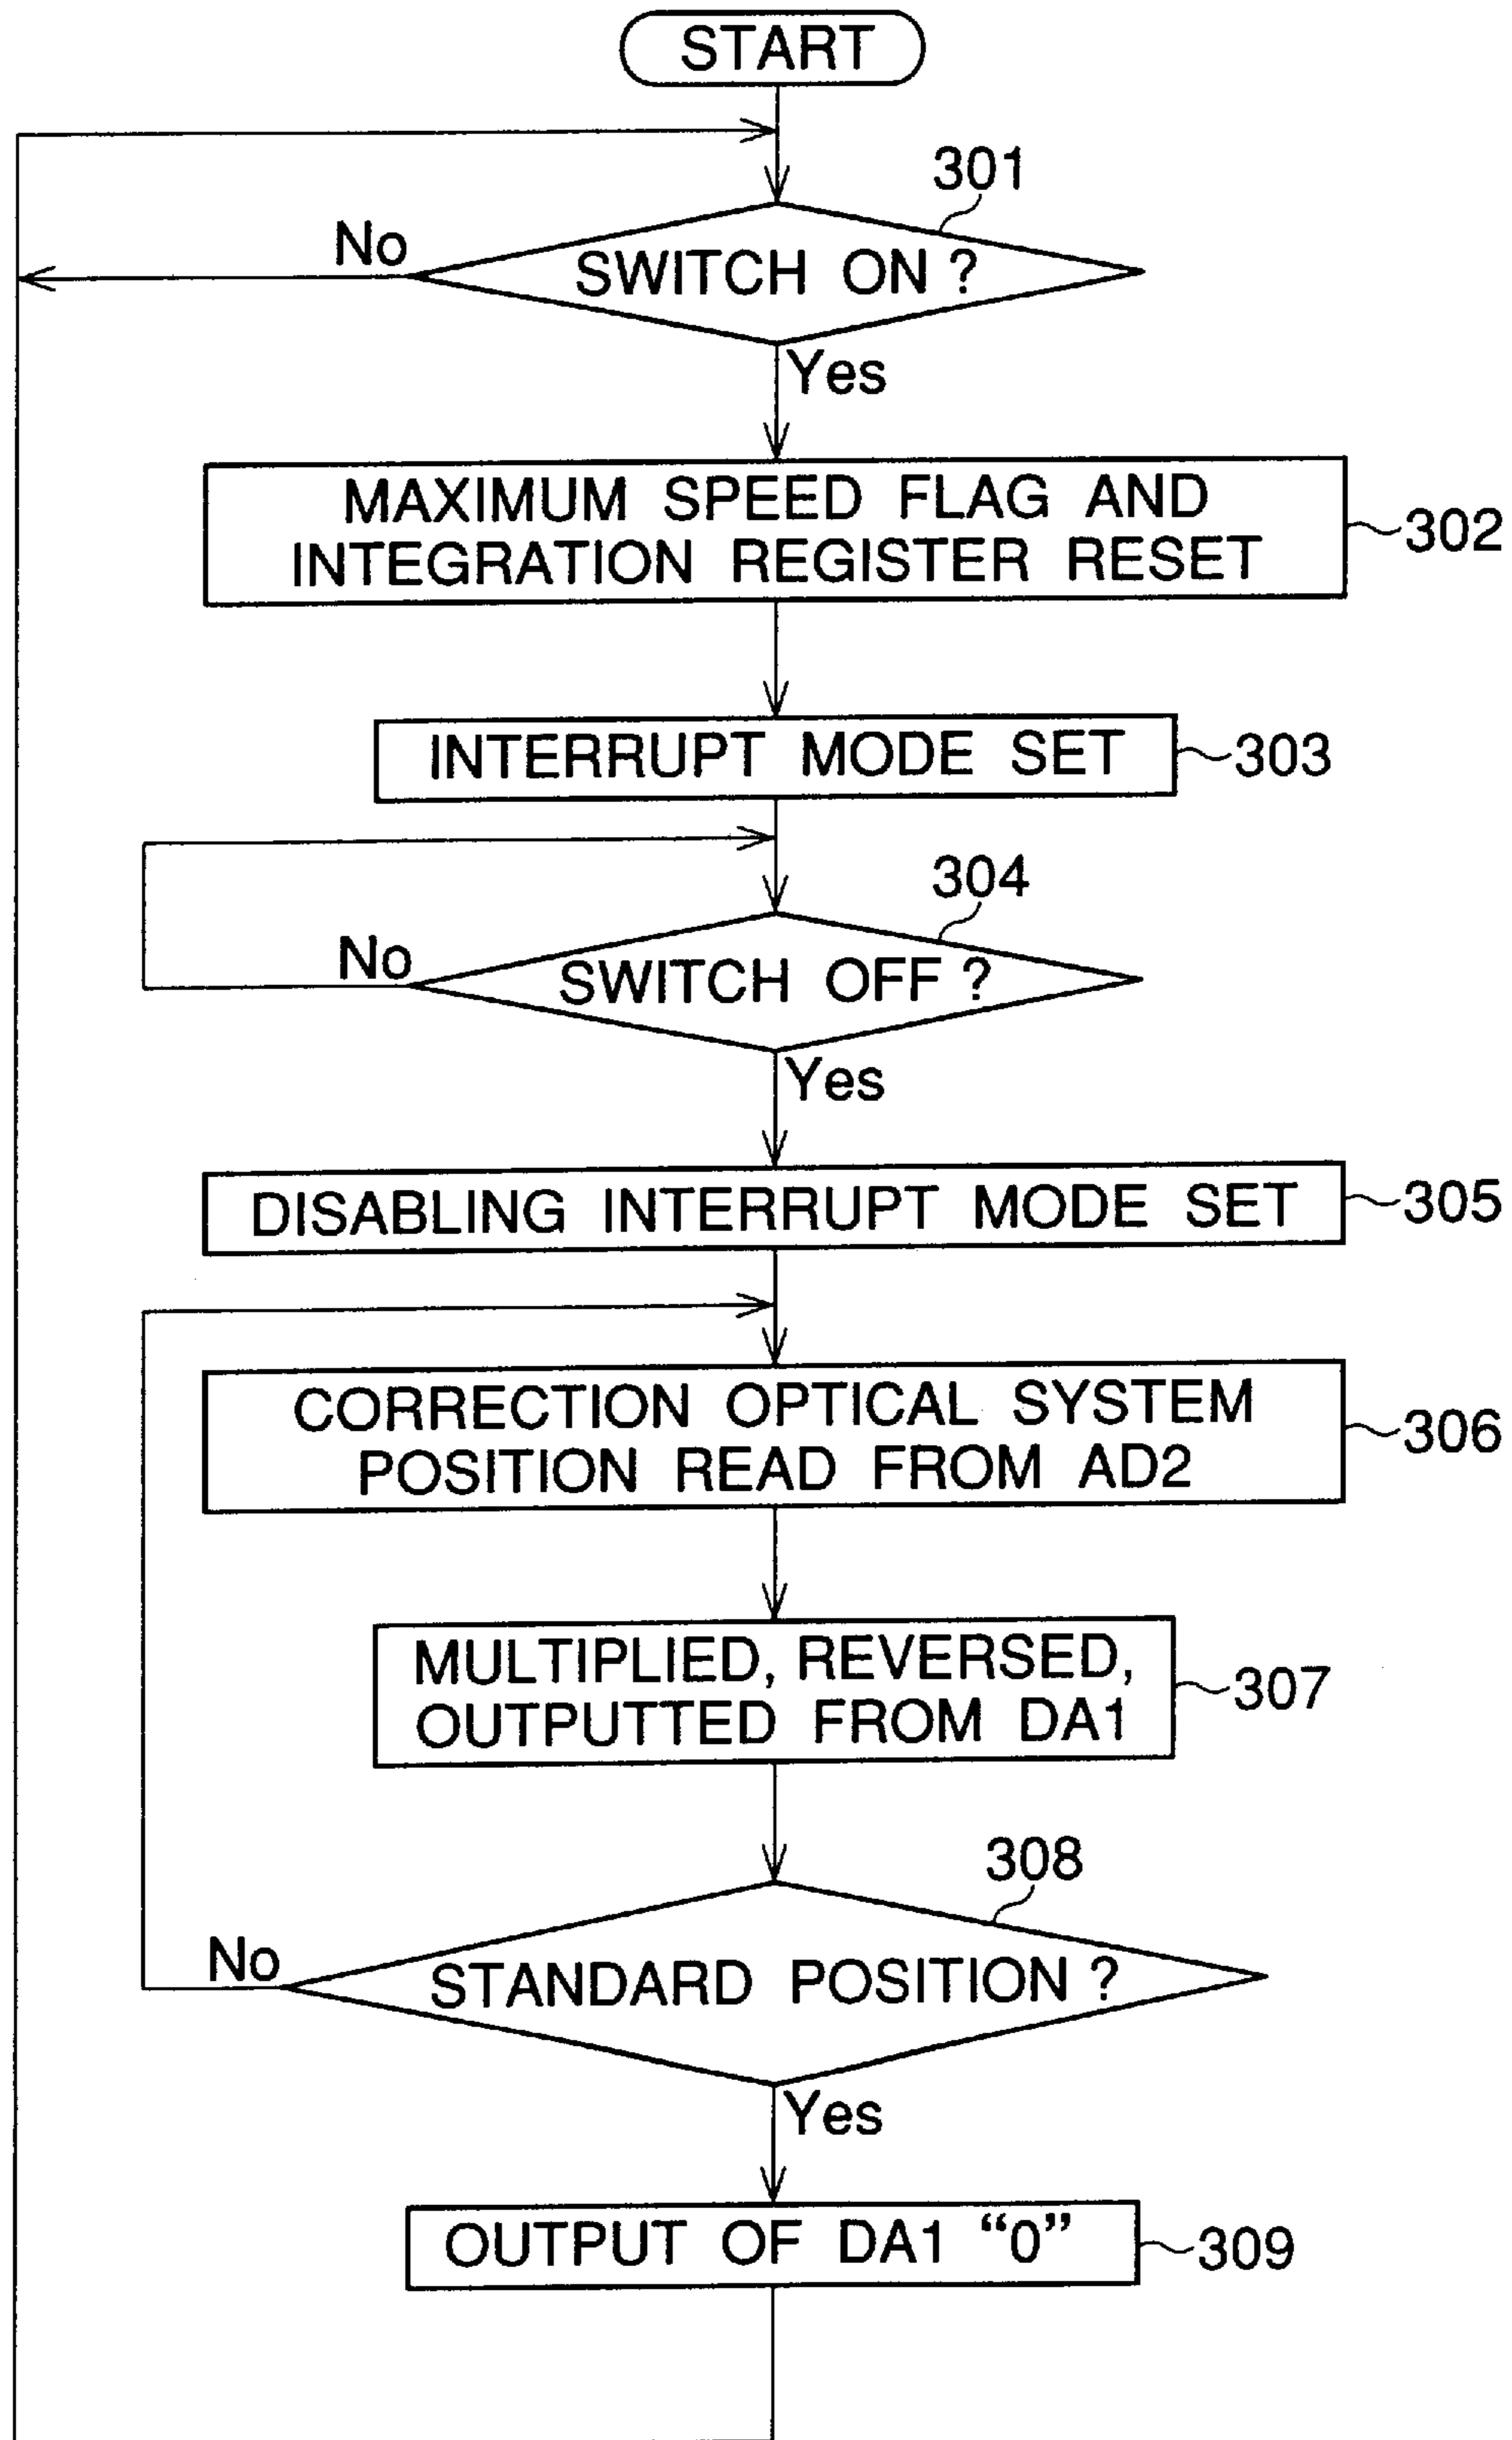 START
301
No
SWITCH ON ?
Yes
MAXIMUM SPEED FLAG AND
INTEGRATION REGISTER RESET
302
INTERRUPT MODE SET
303
304
No
SWITCH OFF ?
Yes
DISABLING INTERRUPT MODE SET
305
CORRECTION OPTICAL SYSTEM
POSITION READ FROM AD2
306
MULTIPLIED, REVERSED,
OUTPUTTED FROM DA1
307
308
No
STANDARD POSITION ?
Yes
OUTPUT OF DA1 “0”
309